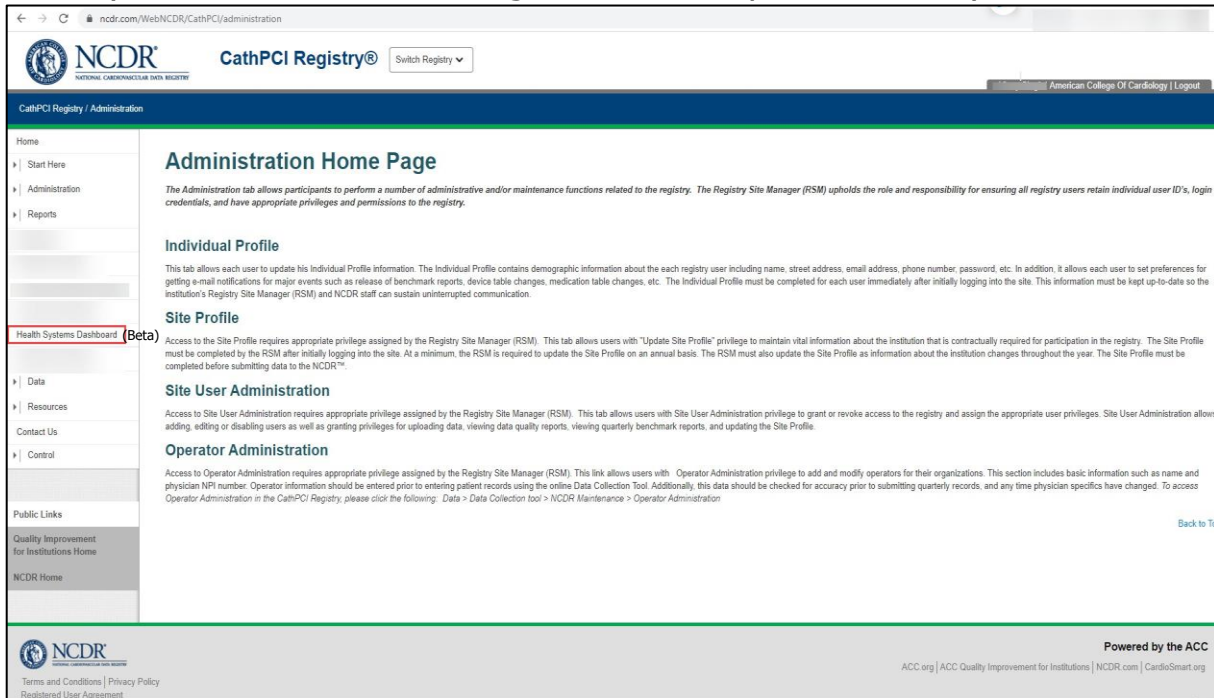 ncdr.com/WebNCDR/CathPCI/administration
NCDR®
NATIONAL CARDIOVASCULAR DATA REGISTRY
CathPCI Registry®
Switch Registry
American College Of Cardiology | Logout
CathPCI Registry / Administration
Home
Start Here
Administration
Reports
Health Systems Dashboard (Beta)
Data
Resources
Contact Us
Control
Public Links
Quality Improvement
for Institutions Home
NCDR Home
Administration Home Page
The Administration tab allows participants to perform a number of administrative and/or maintenance functions related to the registry. The Registry Site Manager (RSM) upholds the role and responsibility for ensuring all registry users retain individual user ID's, login
credentials, and have appropriate privileges and permissions to the registry.
Individual Profile
This tab allows each user to update his Individual Profile information. The Individual Profile contains demographic information about the each registry user including name, street address, email address, phone number, password, etc. In addition, it allows each user to set preferences for
getting e-mail notifications for major events such as release of benchmark reports, device table changes, medication table changes, etc. The Individual Profile must be completed for each user immediately after initially logging into the site. This information must be kept up-to-date so the
institution's Registry Site Manager (RSM) and NCDR staff can sustain uninterrupted communication.
Site Profile
Access to the Site Profile requires appropriate privilege assigned by the Registry Site Manager (RSM). This tab allows users with "Update Site Profile" privilege to maintain vital information about the institution that is contractually required for participation in the registry. The Site Profile
must be completed by the RSM after initially logging into the site. At a minimum, the RSM is required to update the Site Profile on an annual basis. The RSM must also update the Site Profile as information about the institution changes throughout the year. The Site Profile must be
completed before submitting data to the NCDR™.
Site User Administration
Access to Site User Administration requires appropriate privilege assigned by the Registry Site Manager (RSM). This tab allows users with Site User Administration privilege to grant or revoke access to the registry and assign the appropriate user privileges. Site User Administration allows
adding, editing or disabling users as well as granting privileges for uploading data, viewing data quality reports, viewing quarterly benchmark reports, and updating the Site Profile.
Operator Administration
Access to Operator Administration requires appropriate privilege assigned by the Registry Site Manager (RSM). This link allows users with Operator Administration privilege to add and modify operators for their organizations. This section includes basic information such as name and
physician NPI number. Operator information should be entered prior to entering patient records using the online Data Collection Tool. Additionally, this data should be checked for accuracy prior to submitting quarterly records, and any time physician specifics have changed. To access
Operator Administration in the CathPCI Registry, please click the following: Data > Data Collection tool > NCDR Maintenance > Operator Administration
Back to To
NCDR®
NATIONAL CARDIOVASCULAR DATA REGISTRY
Terms and Conditions | Privacy Policy
Registered User Agreement
Powered by the ACC
ACC.org | ACC Quality Improvement for Institutions | NCDR.com | CardioSmart.org